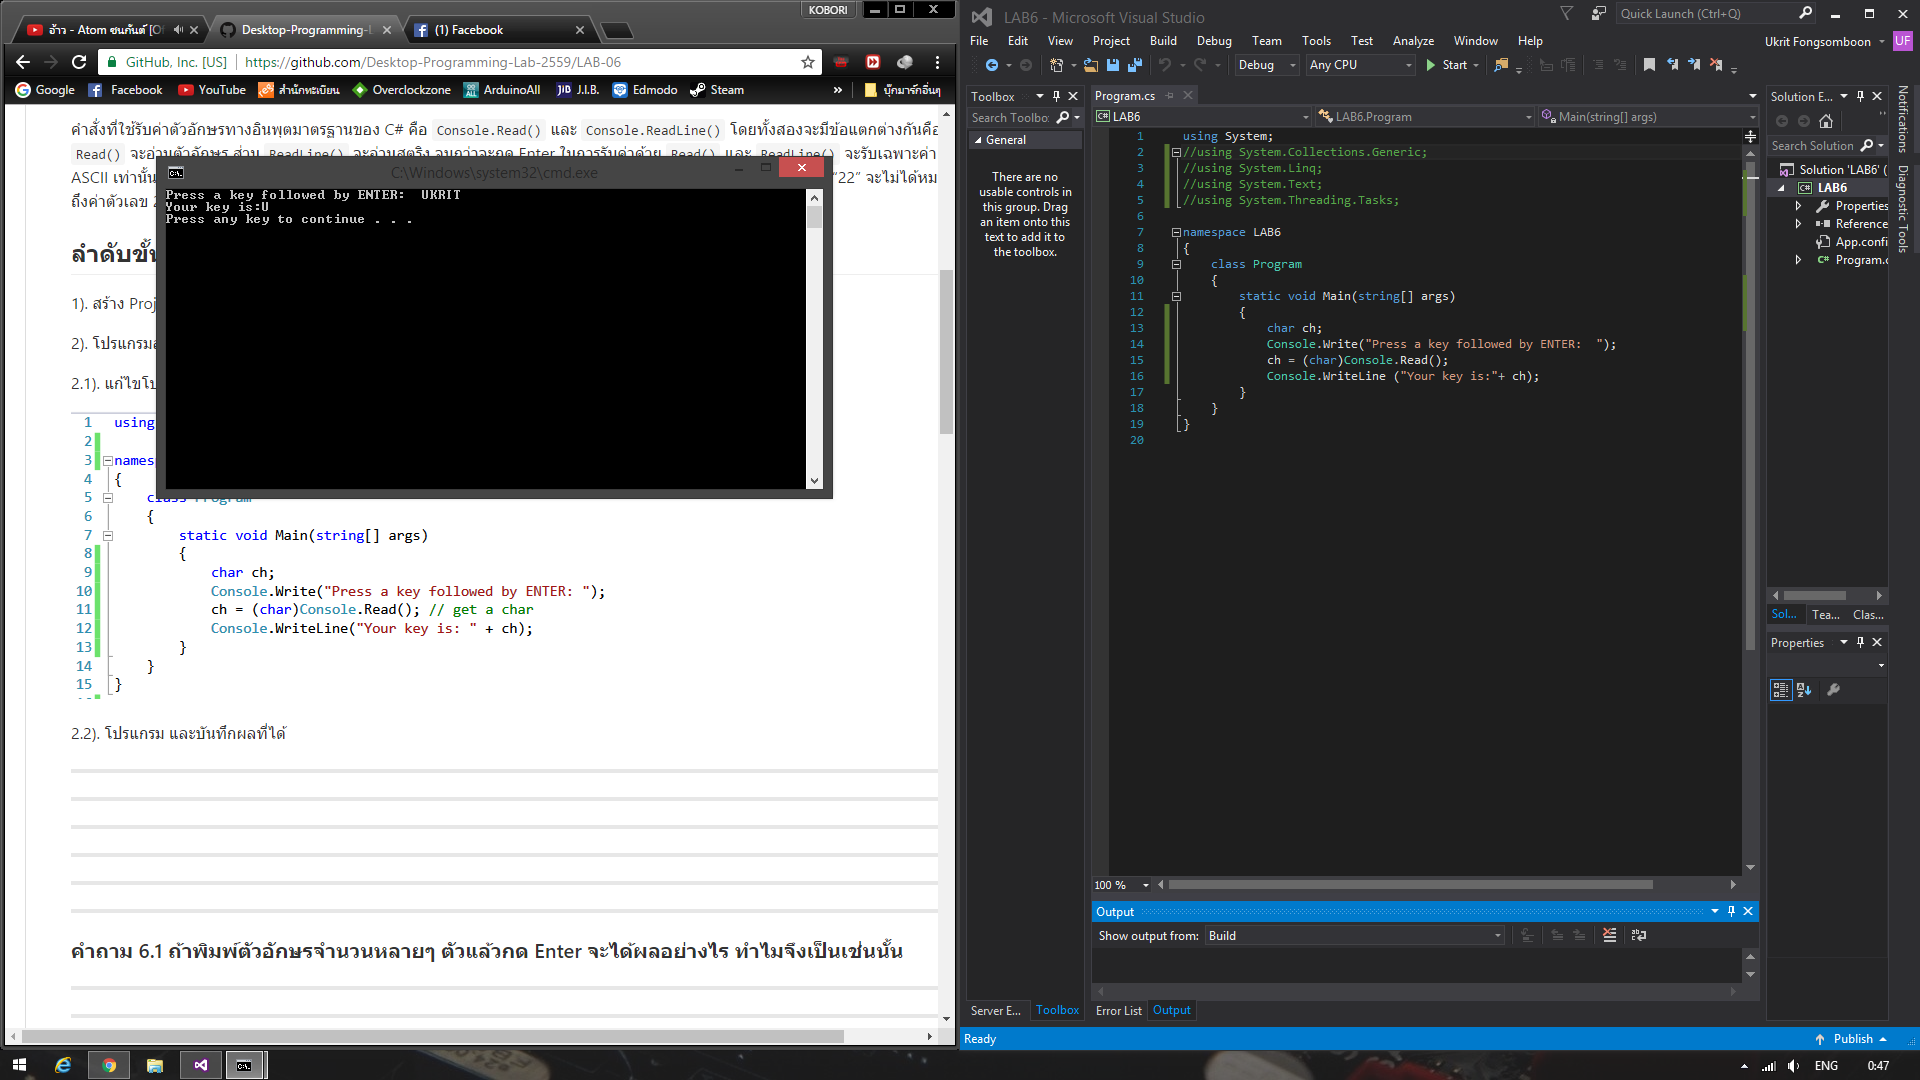 KOBORI
อ้าว - Atom ชนกันต์ [O
Desktop-Programming-L
(1) Facebook
GitHub, Inc. [US]
https://github.com/Desktop-Programming-Lab-2559/LAB-06
Google
Facebook
YouTube
สำนักทะเบียน
Overclockzone
ArduinoAll
J.I.B.
Edmodo
Steam
»
บุ๊กมาร์กอื่นๆ
คำสั่งที่ใช้รับค่าตัวอักษรทางอินพุตมาตรฐานของ C# คือ Console.Read() และ Console.ReadLine() โดยทั้งสองจะมีข้อแตกต่างกันคือ
Read() จะอ่านตัวอักษร ส่วน ReadLine() จะอ่านสตริง จนกว่าจะกด Enter ในการรับค่าด้วย Read() และ ReadLine() จะรับเฉพาะค่า
ASCII เท่านั้น
"22" จะไม่ได้หม
ถึงค่าตัวเลข 2
C:\Windows\system32\cmd.exe
Press a key followed by ENTER:  UKRIT
Your key is:U
Press any key to continue . . .
ลำดับขั้น
1). สร้าง Proj
2). โปรแกรม
2.1). แก้ไขโป
1 using
2
3 namesp
4 {
5 class Program
6 {
7 static void Main(string[] args)
8 {
9 char ch;
10 Console.Write("Press a key followed by ENTER: ");
11 ch = (char)Console.Read(); // get a char
12 Console.WriteLine("Your key is: " + ch);
13 }
14 }
15 }
2.2). โปรแกรม และบันทึกผลที่ได้
คำถาม 6.1 ถ้าพิมพ์ตัวอักษรจำนวนหลายๆ ตัวแล้วกด Enter จะได้ผลอย่างไร ทำไมจึงเป็นเช่นนั้น
LAB6 - Microsoft Visual Studio
Quick Launch (Ctrl+Q)
File Edit View Project Build Debug Team Tools Test Analyze Window Help
Ukrit Fongsomboon
UF
Debug
Any CPU
Start
Toolbox
Search Toolbo
General
There are no
usable controls in
this group. Drag
an item onto this
text to add it to
the toolbox.
Program.cs
LAB6
LAB6.Program
Main(string[] args)
1 using System;
2 //using System.Collections.Generic;
3 //using System.Linq;
4 //using System.Text;
5 //using System.Threading.Tasks;
6
7 namespace LAB6
8 {
9 class Program
10 {
11 static void Main(string[] args)
12 {
13 char ch;
14 Console.Write("Press a key followed by ENTER:  ");
15 ch = (char)Console.Read();
16 Console.WriteLine ("Your key is:"+ ch);
17 }
18 }
19 }
20
100 %
Output
Show output from: Build
Server E...
Toolbox
Error List
Output
Solution E...
Search Solution
Solution 'LAB6' (
LAB6
Properties
Reference
App.confi
Program.c
Sol...
Tea...
Clas...
Properties
Notifications
Diagnostic Tools
Ready
Publish
ENG
0:47